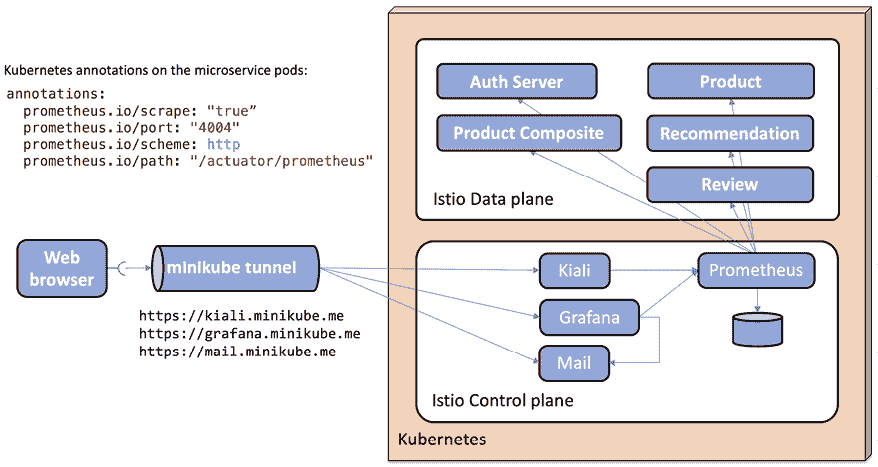 Kubernetes annotations on the microservice pods:
annotations:
prometheus.io/scrape: "true”
prometheus.io/port: "4004"
prometheus.io/scheme: http
prometheus.io/path: "/actuator/prometheus"
Auth Server
Product
Product Composite
Recommendation
Review
Istio Data plane
Web
browser
minikube tunnel
https://kiali.minikube.me
https://grafana.minikube.me
https://mail.minikube.me
Kiali
Prometheus
Grafana
Mail
Istio Control plane
Kubernetes